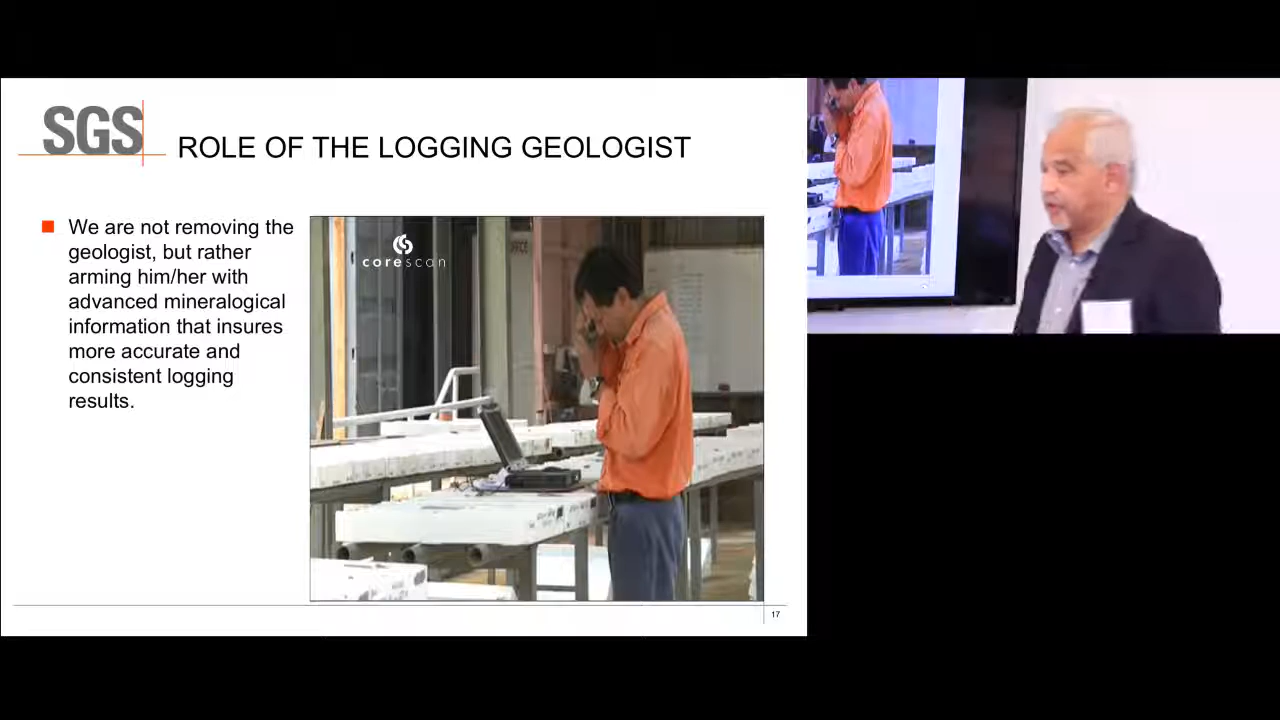 SGS
ROLE OF THE LOGGING GEOLOGIST
We are not removing the
geologist, but rather
arming him/her with
advanced mineralogical
information that insures
more accurate and
consistent logging
results.
corescan
17